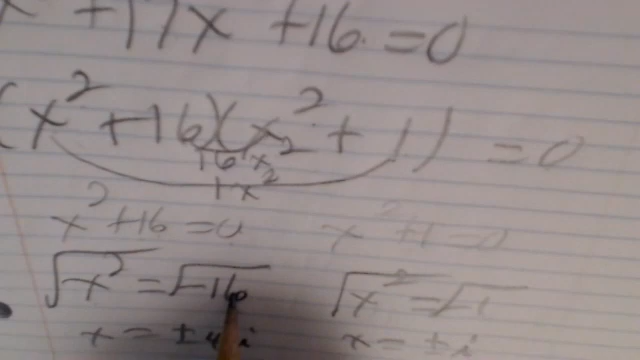 +17x +16 = 0
(x² + 16)(x² + 1) = 0
16x²
1x²
x² + 16 = 0 x² + 1 = 0
√x² = √-16 √x² = √-1
x = ±4i x = ±i